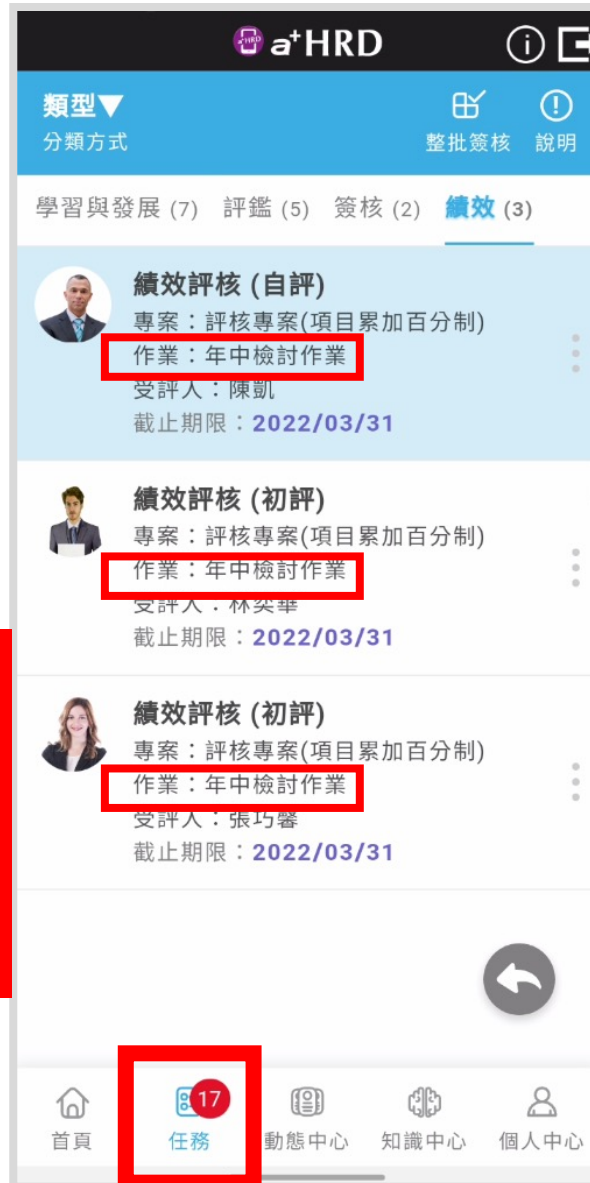 a+HRD
類型▼
分類方式
整批簽核
說明
學習與發展 (7) 評鑑 (5) 簽核 (2) 績效 (3)
績效評核 (自評)
專案：評核專案(項目累加百分制)
作業：年中檢討作業
受評人：陳凱
截止期限：2022/03/31
績效評核 (初評)
專案：評核專案(項目累加百分制)
作業：年中檢討作業
受評人：林奕華
截止期限：2022/03/31
績效評核 (初評)
專案：評核專案(項目累加百分制)
作業：年中檢討作業
受評人：張巧馨
截止期限：2022/03/31
17
首頁 任務 動態中心 知識中心 個人中心